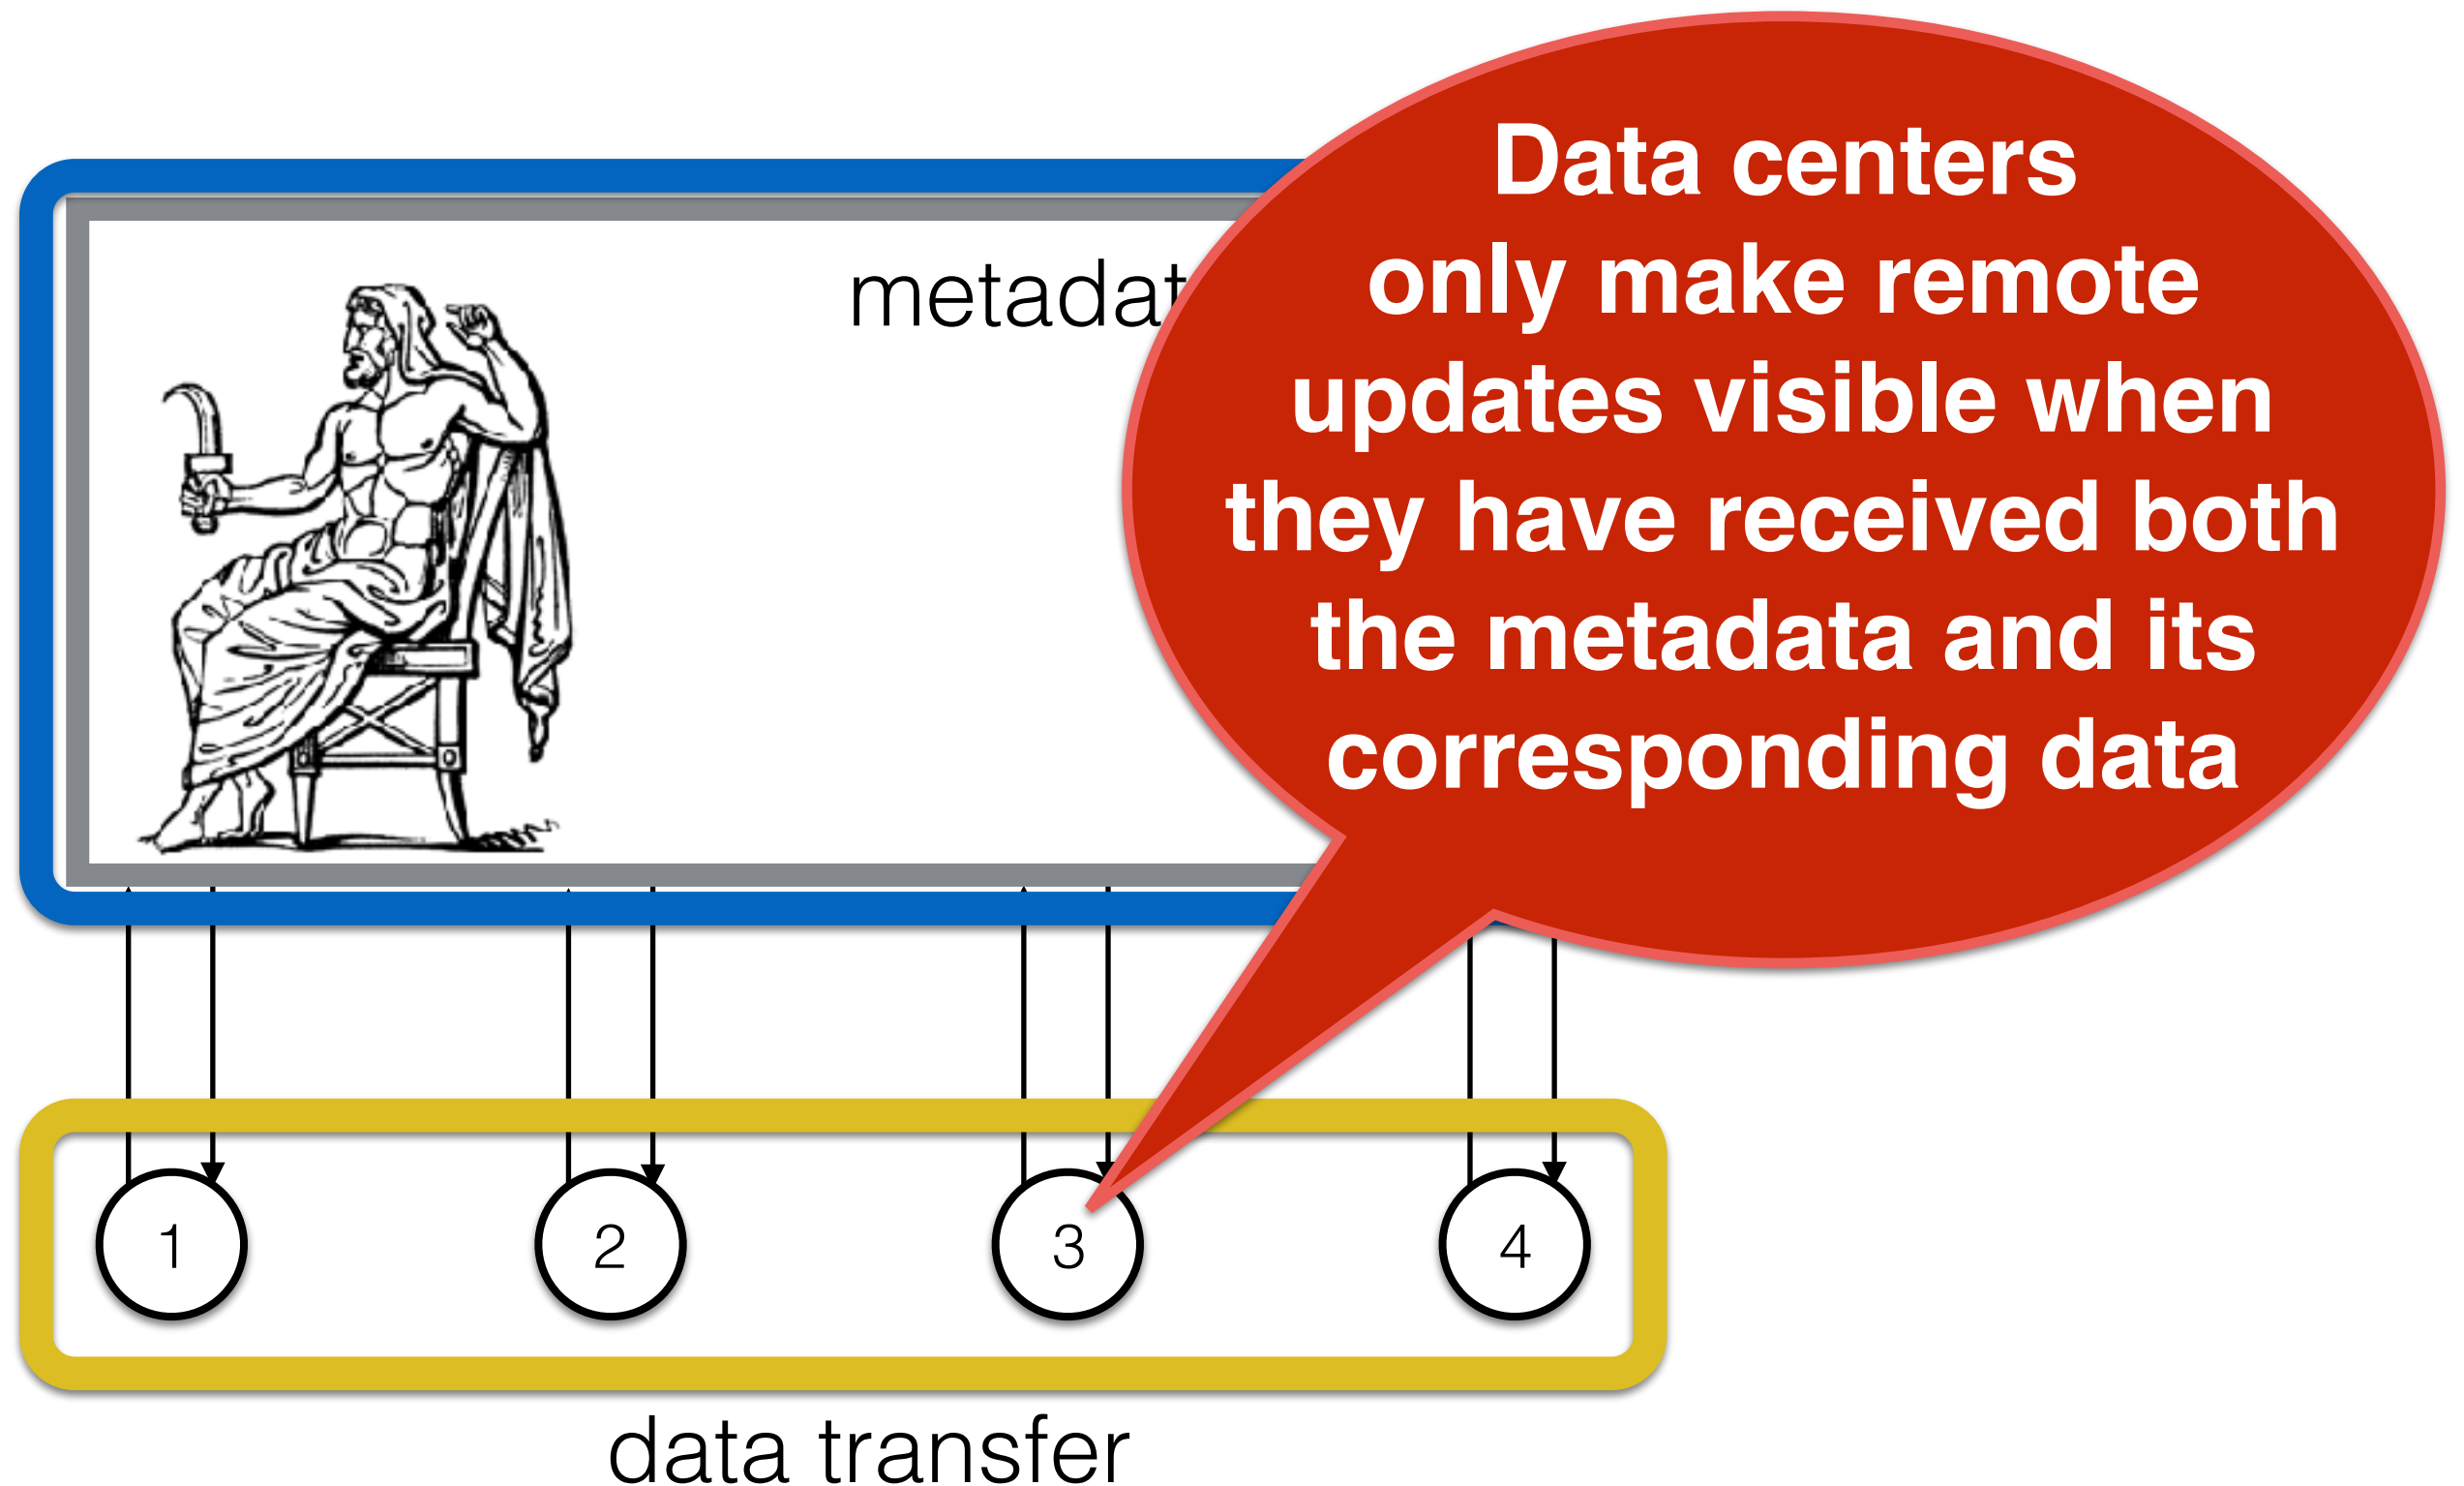 Data centers
only make remote
updates visible when
they have received both
the metadata and its
corresponding data
1
2
3
4
data transfer